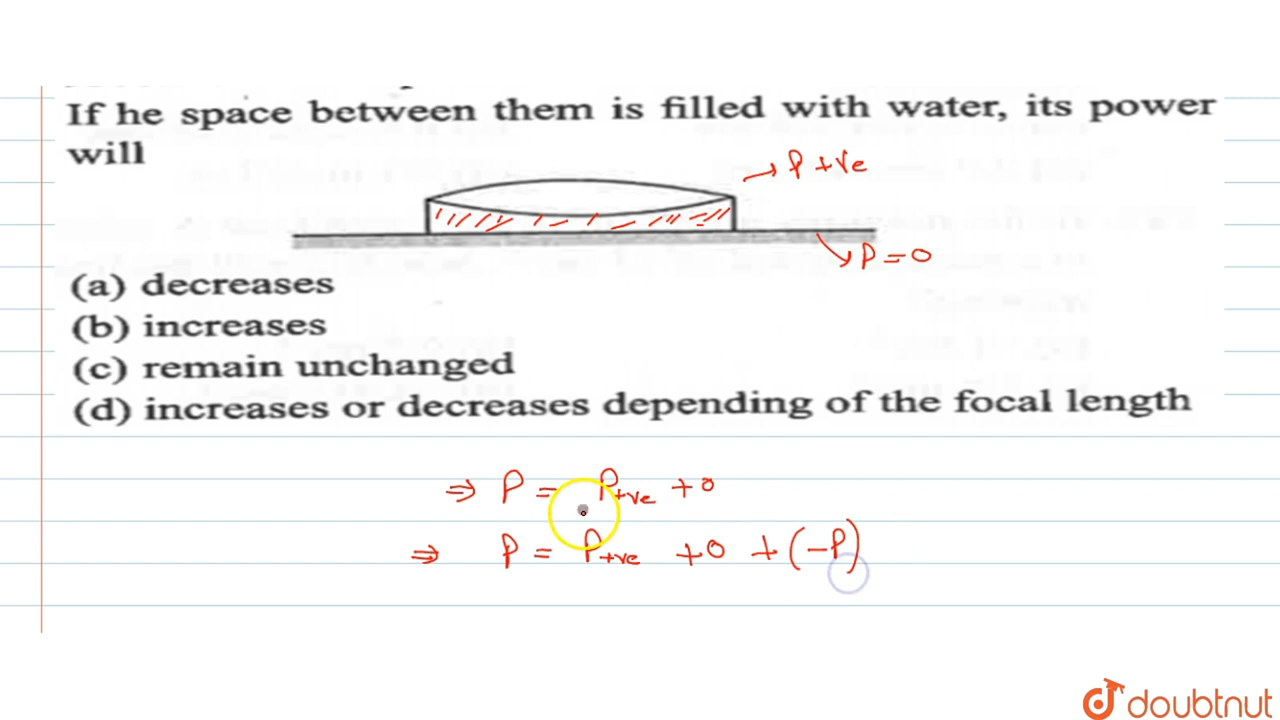 If he space between them is filled with water, its power
will
→ P +ve
→ P = 0
(a) decreases
(b) increases
(c) remain unchanged
(d) increases or decreases depending of the focal length
⇒ P = P+ve + 0
⇒ P = P+ve + 0 + (-P)
doubtnut